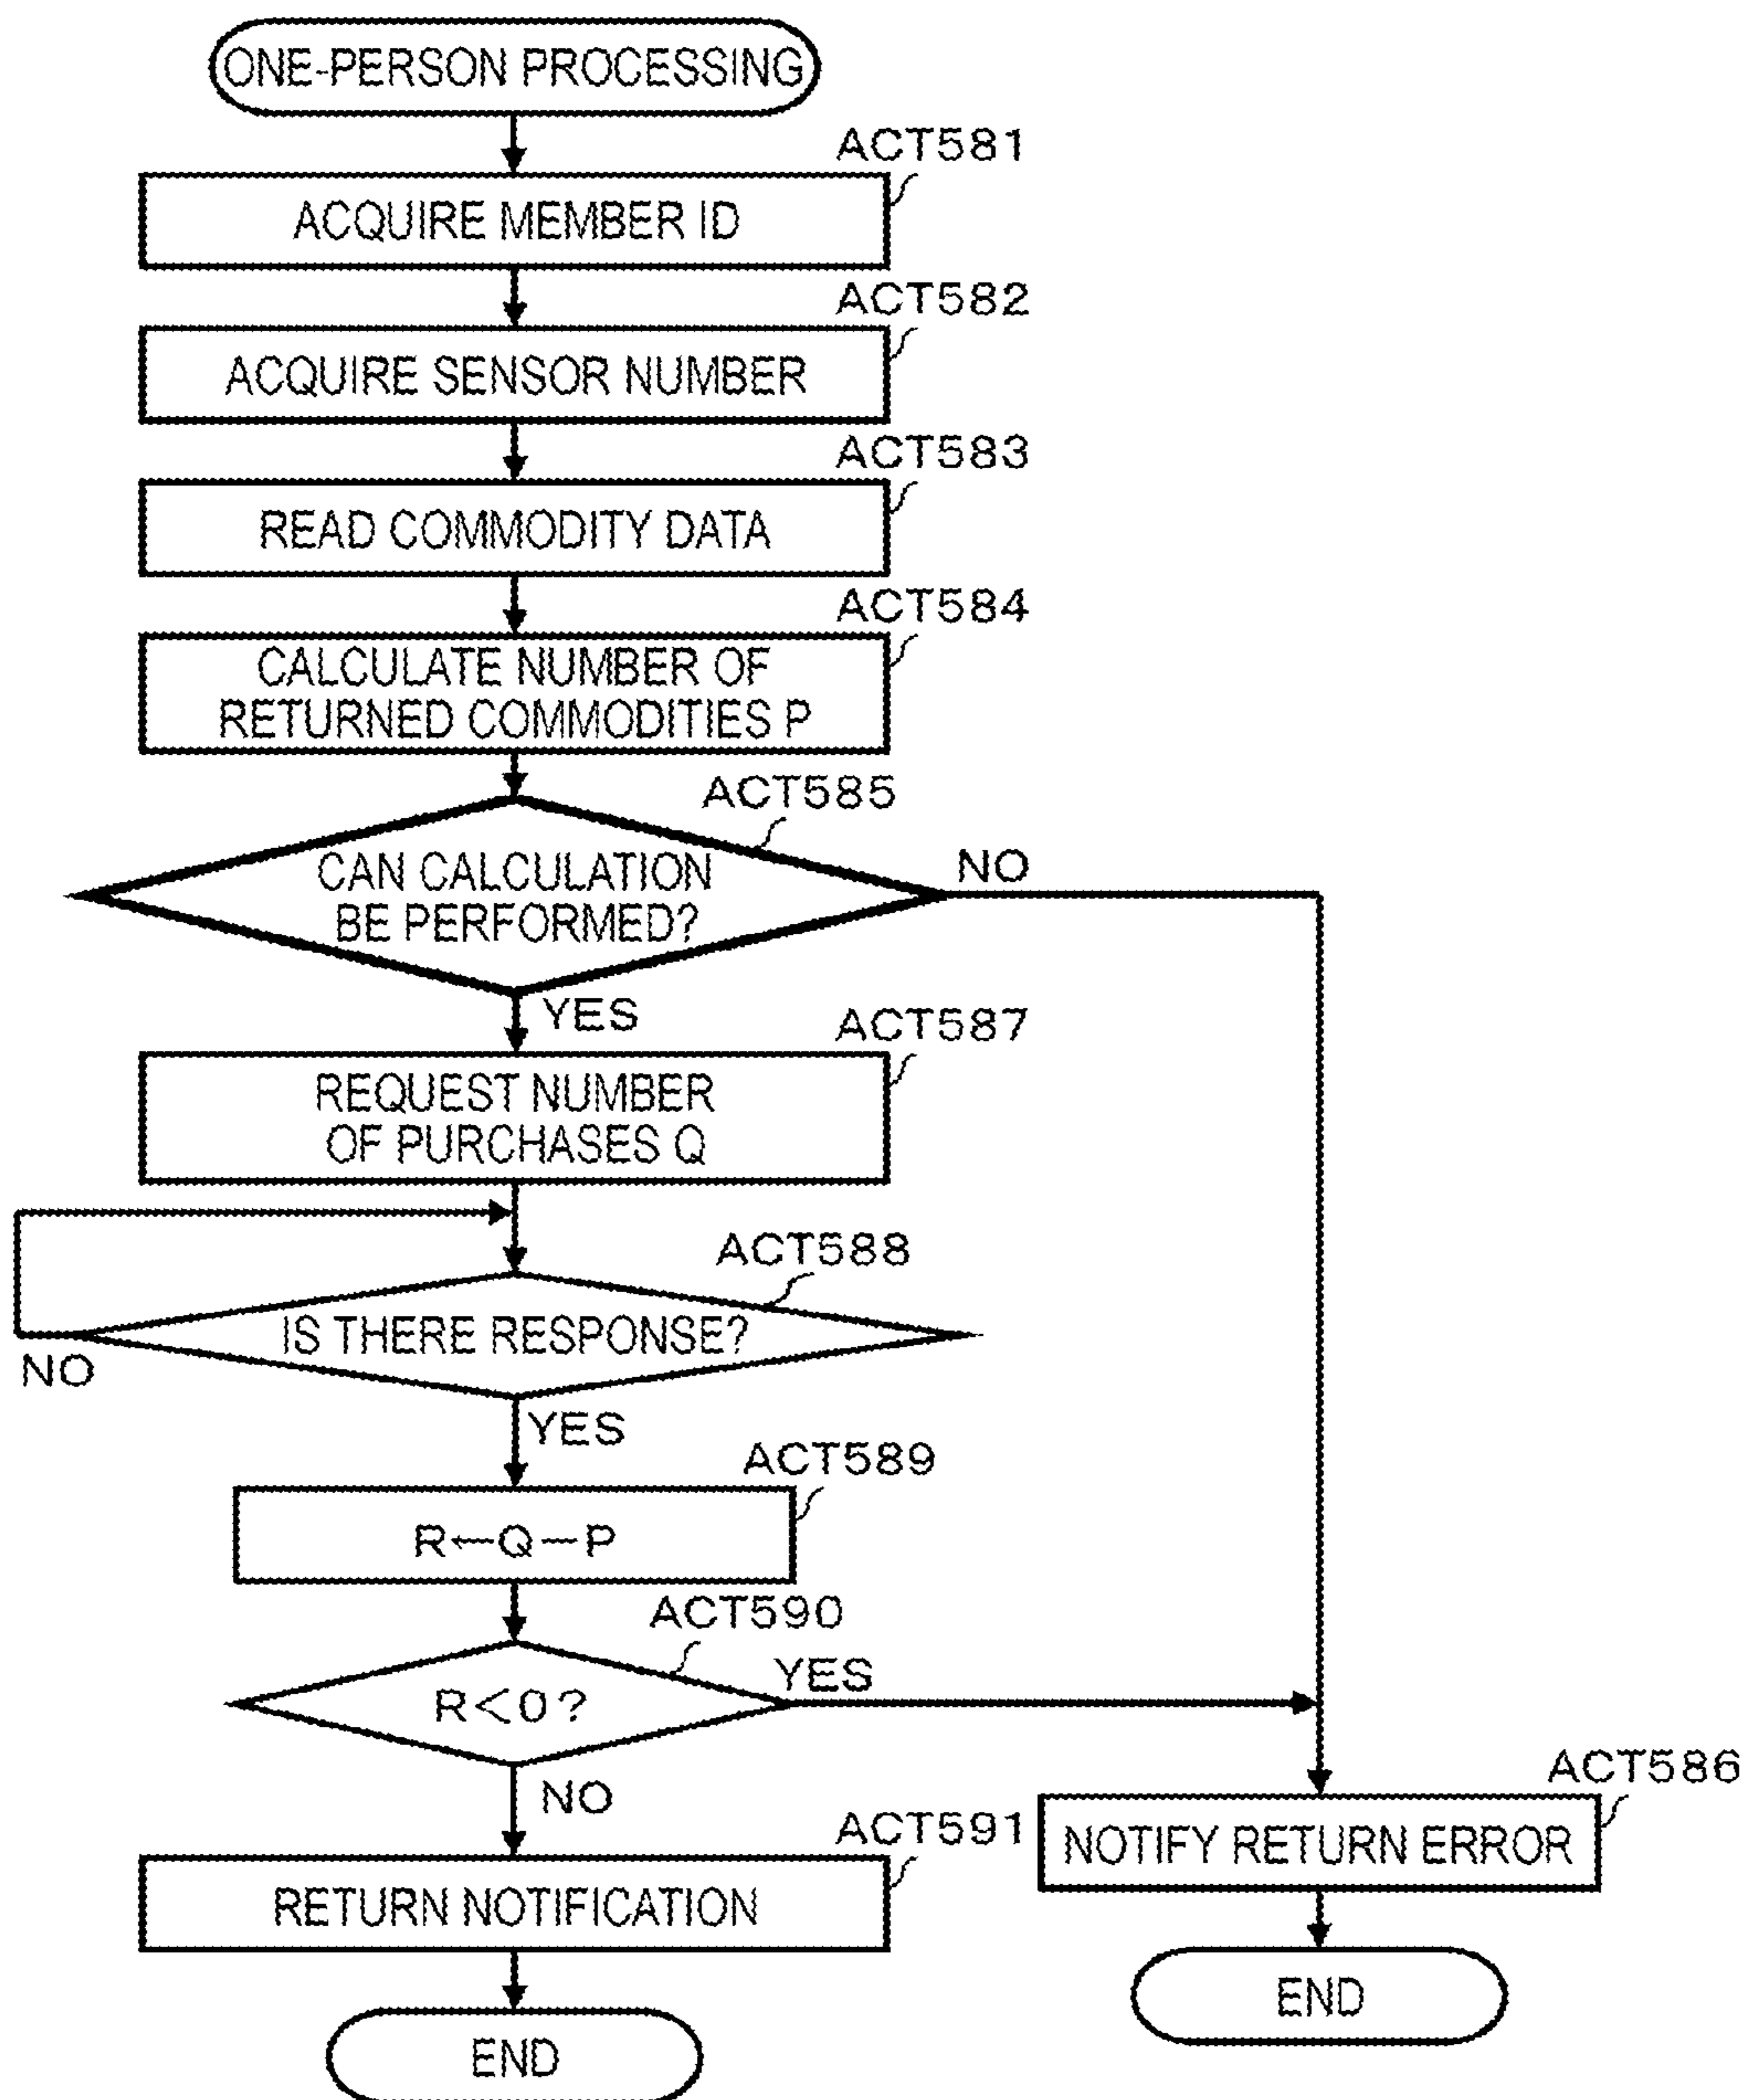 ONE-PERSON PROCESSING
ACT581
ACQUIRE MEMBER ID
ACT582
ACQUIRE SENSOR NUMBER
ACT583
READ COMMODITY DATA
ACT584
CALCULATE NUMBER OF
RETURNED COMMODITIES P
ACT585
CAN CALCULATION
BE PERFORMED?
NO
YES
ACT587
REQUEST NUMBER
OF PURCHASES Q
ACT588
IS THERE RESPONSE?
NO
YES
ACT589
R←Q−P
ACT590
R<0?
YES
NO
ACT586
NOTIFY RETURN ERROR
END
ACT591
RETURN NOTIFICATION
END